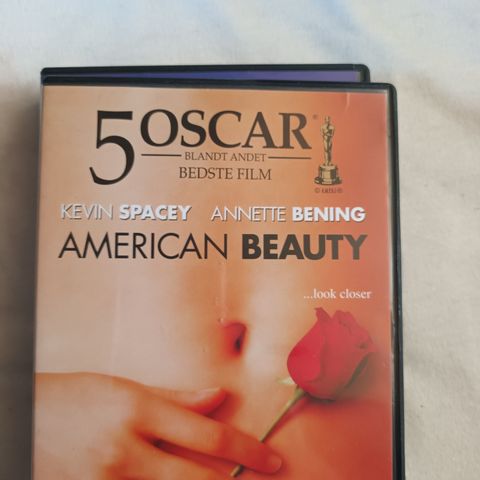 5 OSCAR®
BLANDT ANDET
BEDSTE FILM
KEVIN SPACEY ANNETTE BENING
AMERICAN BEAUTY
...look closer